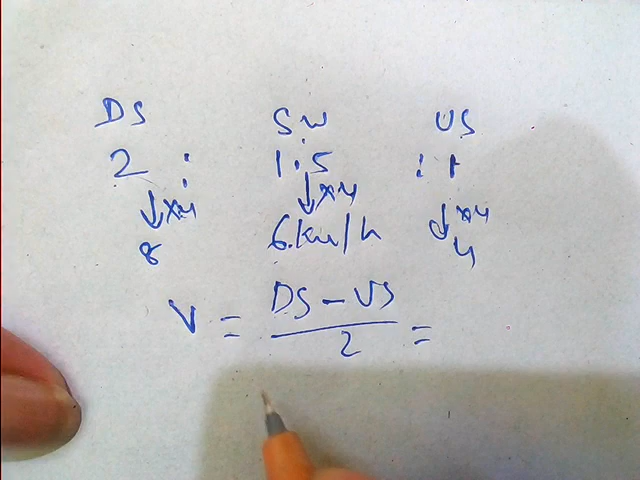 DS SW US
2 : 1.5 : 1
↓×4 ↓×4 ↓×4
8 6 km/h 4
V = DS - US / 2 =